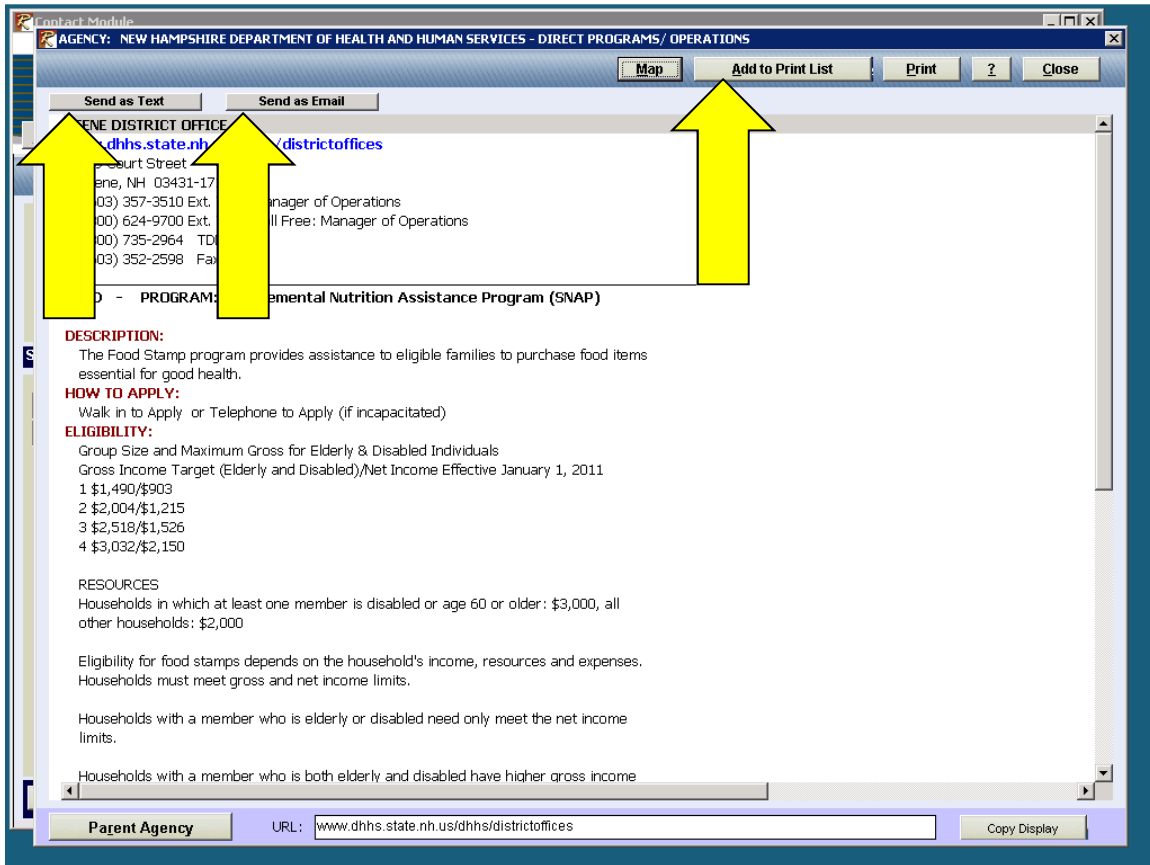 Contact Module
AGENCY: NEW HAMPSHIRE DEPARTMENT OF HEALTH AND HUMAN SERVICES - DIRECT PROGRAMS/ OPERATIONS
Map Add to Print List Print ? Close
Send as Text Send as Email
DISTRICT OFFICE
.dhhs.state.nh /districtoffices
Court Street
ene, NH 03431-17
03) 357-3510 Ext. anager of Operations
00) 624-9700 Ext. ll Free: Manager of Operations
00) 735-2964 TD
03) 352-2598 Fa
- PROGRAM: emental Nutrition Assistance Program (SNAP)
DESCRIPTION:
The Food Stamp program provides assistance to eligible families to purchase food items
essential for good health.
HOW TO APPLY:
Walk in to Apply or Telephone to Apply (if incapacitated)
ELIGIBILITY:
Group Size and Maximum Gross for Elderly & Disabled Individuals
Gross Income Target (Elderly and Disabled)/Net Income Effective January 1, 2011
1 $1,490/$903
2 $2,004/$1,215
3 $2,518/$1,526
4 $3,032/$2,150
RESOURCES
Households in which at least one member is disabled or age 60 or older: $3,000, all
other households: $2,000
Eligibility for food stamps depends on the household's income, resources and expenses.
Households must meet gross and net income limits.
Households with a member who is elderly or disabled need only meet the net income
limits.
Households with a member who is both elderly and disabled have higher gross income
Parent Agency URL: www.dhhs.state.nh.us/dhhs/districtoffices Copy Display